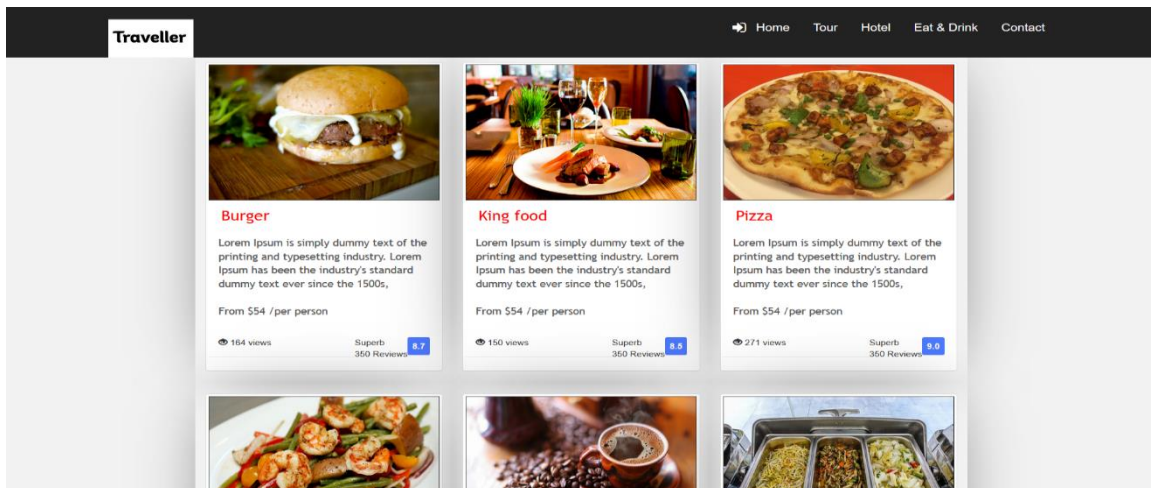 Traveller
Home Tour Hotel Eat & Drink Contact
Burger
Lorem Ipsum is simply dummy text of the
printing and typesetting industry. Lorem
Ipsum has been the industry's standard
dummy text ever since the 1500s,
From $54 /per person
164 views
Superb
350 Reviews
8.7
King food
Lorem Ipsum is simply dummy text of the
printing and typesetting industry. Lorem
Ipsum has been the industry's standard
dummy text ever since the 1500s,
From $54 /per person
150 views
Superb
350 Reviews
8.5
Pizza
Lorem Ipsum is simply dummy text of the
printing and typesetting industry. Lorem
Ipsum has been the industry's standard
dummy text ever since the 1500s,
From $54 /per person
271 views
Superb
350 Reviews
9.0